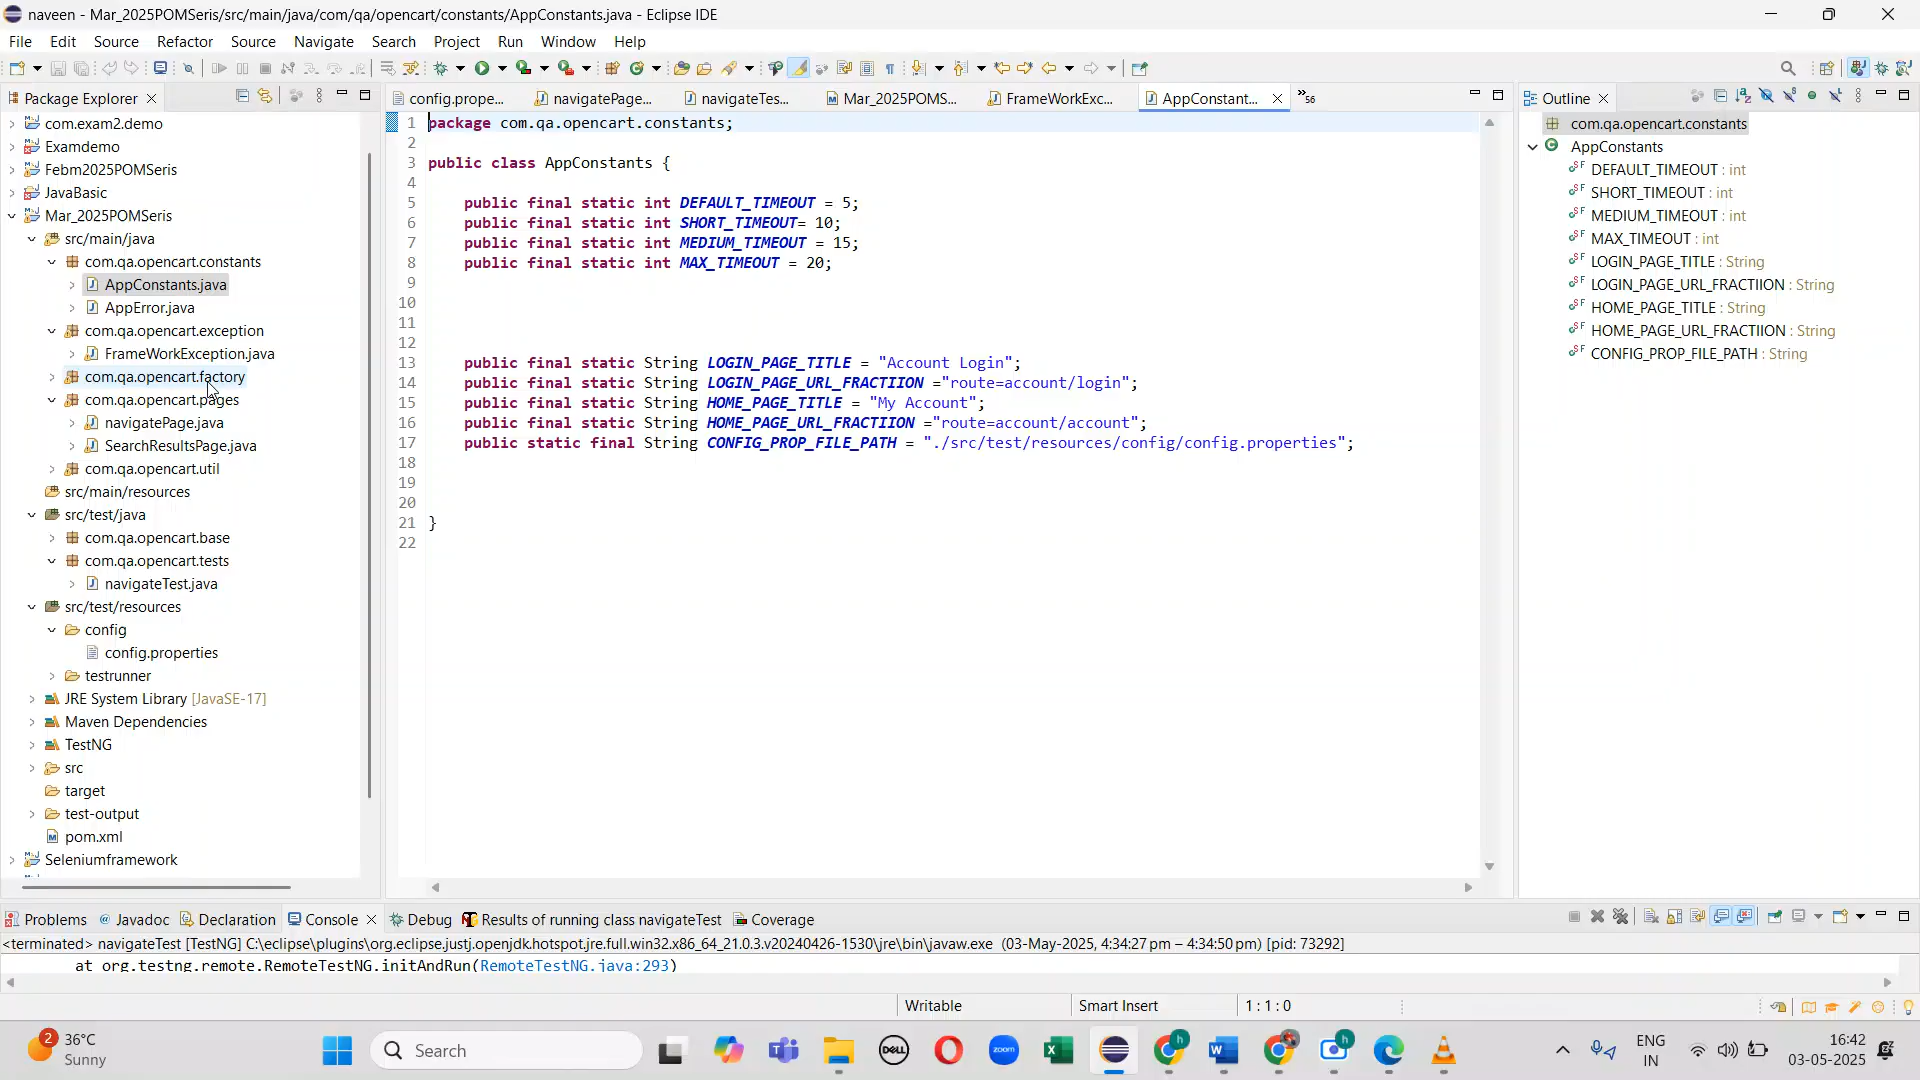 naveen - Mar_2025POMSeris/src/main/java/com/qa/opencart/constants/AppConstants.java - Eclipse IDE
File Edit Source Refactor Source Navigate Search Project Run Window Help
Package Explorer
config.prope...
navigatePage...
navigateTes...
Mar_2025POMS...
FrameWorkExc...
AppConstant...
»56
Outline
com.exam2.demo
Examdemo
Febm2025POMSeris
JavaBasic
Mar_2025POMSeris
src/main/java
com.qa.opencart.constants
AppConstants.java
AppError.java
com.qa.opencart.exception
FrameWorkException.java
com.qa.opencart.factory
com.qa.opencart.pages
navigatePage.java
SearchResultsPage.java
com.qa.opencart.util
src/main/resources
src/test/java
com.qa.opencart.base
com.qa.opencart.tests
navigateTest.java
src/test/resources
config
config.properties
testrunner
JRE System Library [JavaSE-17]
Maven Dependencies
TestNG
src
target
test-output
pom.xml
Seleniumframework
1 package com.qa.opencart.constants;
2
3 public class AppConstants {
4
5 public final static int DEFAULT_TIMEOUT = 5;
6 public final static int SHORT_TIMEOUT= 10;
7 public final static int MEDIUM_TIMEOUT = 15;
8 public final static int MAX_TIMEOUT = 20;
9
10
11
12
13 public final static String LOGIN_PAGE_TITLE = "Account Login";
14 public final static String LOGIN_PAGE_URL_FRACTIION ="route=account/login";
15 public final static String HOME_PAGE_TITLE = "My Account";
16 public final static String HOME_PAGE_URL_FRACTIION ="route=account/account";
17 public static final String CONFIG_PROP_FILE_PATH = "./src/test/resources/config/config.properties";
18
19
20
21 }
22
com.qa.opencart.constants
AppConstants
DEFAULT_TIMEOUT : int
SHORT_TIMEOUT : int
MEDIUM_TIMEOUT : int
MAX_TIMEOUT : int
LOGIN_PAGE_TITLE : String
LOGIN_PAGE_URL_FRACTIION : String
HOME_PAGE_TITLE : String
HOME_PAGE_URL_FRACTIION : String
CONFIG_PROP_FILE_PATH : String
Problems Javadoc Declaration Console Debug Results of running class navigateTest Coverage
<terminated> navigateTest [TestNG] C:\eclipse\plugins\org.eclipse.justj.openjdk.hotspot.jre.full.win32.x86_64_21.0.3.v20240426-1530\jre\bin\javaw.exe (03-May-2025, 4:34:27 pm – 4:34:50 pm) [pid: 73292]
at org.testng.remote.RemoteTestNG.initAndRun(RemoteTestNG.java:293)
Writable
Smart Insert
1 : 1 : 0
2
36°C
Sunny
Search
DELL
zoom
ENG
IN
16:42
03-05-2025